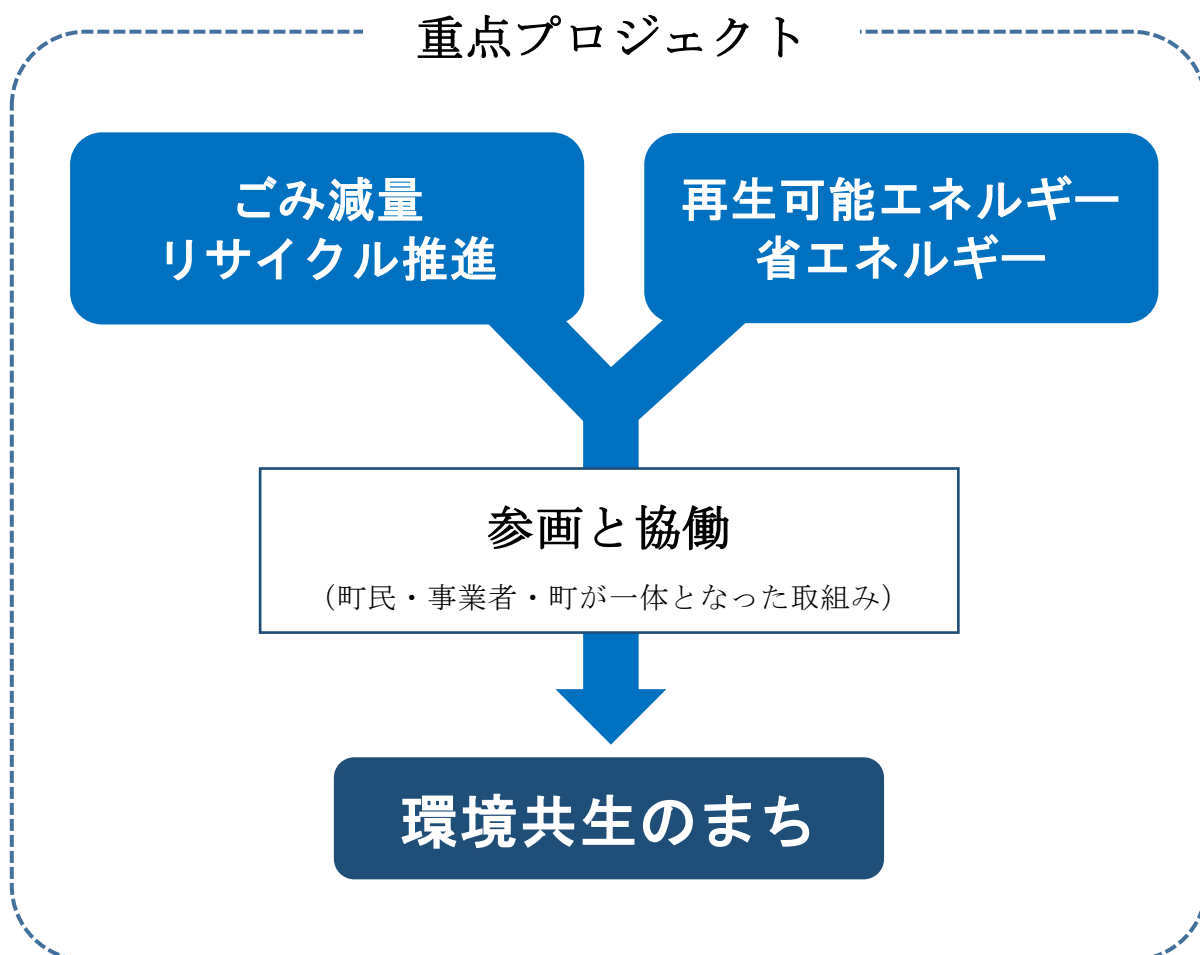 重点プロジェクト
ごみ減量
リサイクル推進
再生可能エネルギー
省エネルギー
参画と協働
（町民・事業者・町が一体となった取組み）
環境共生のまち